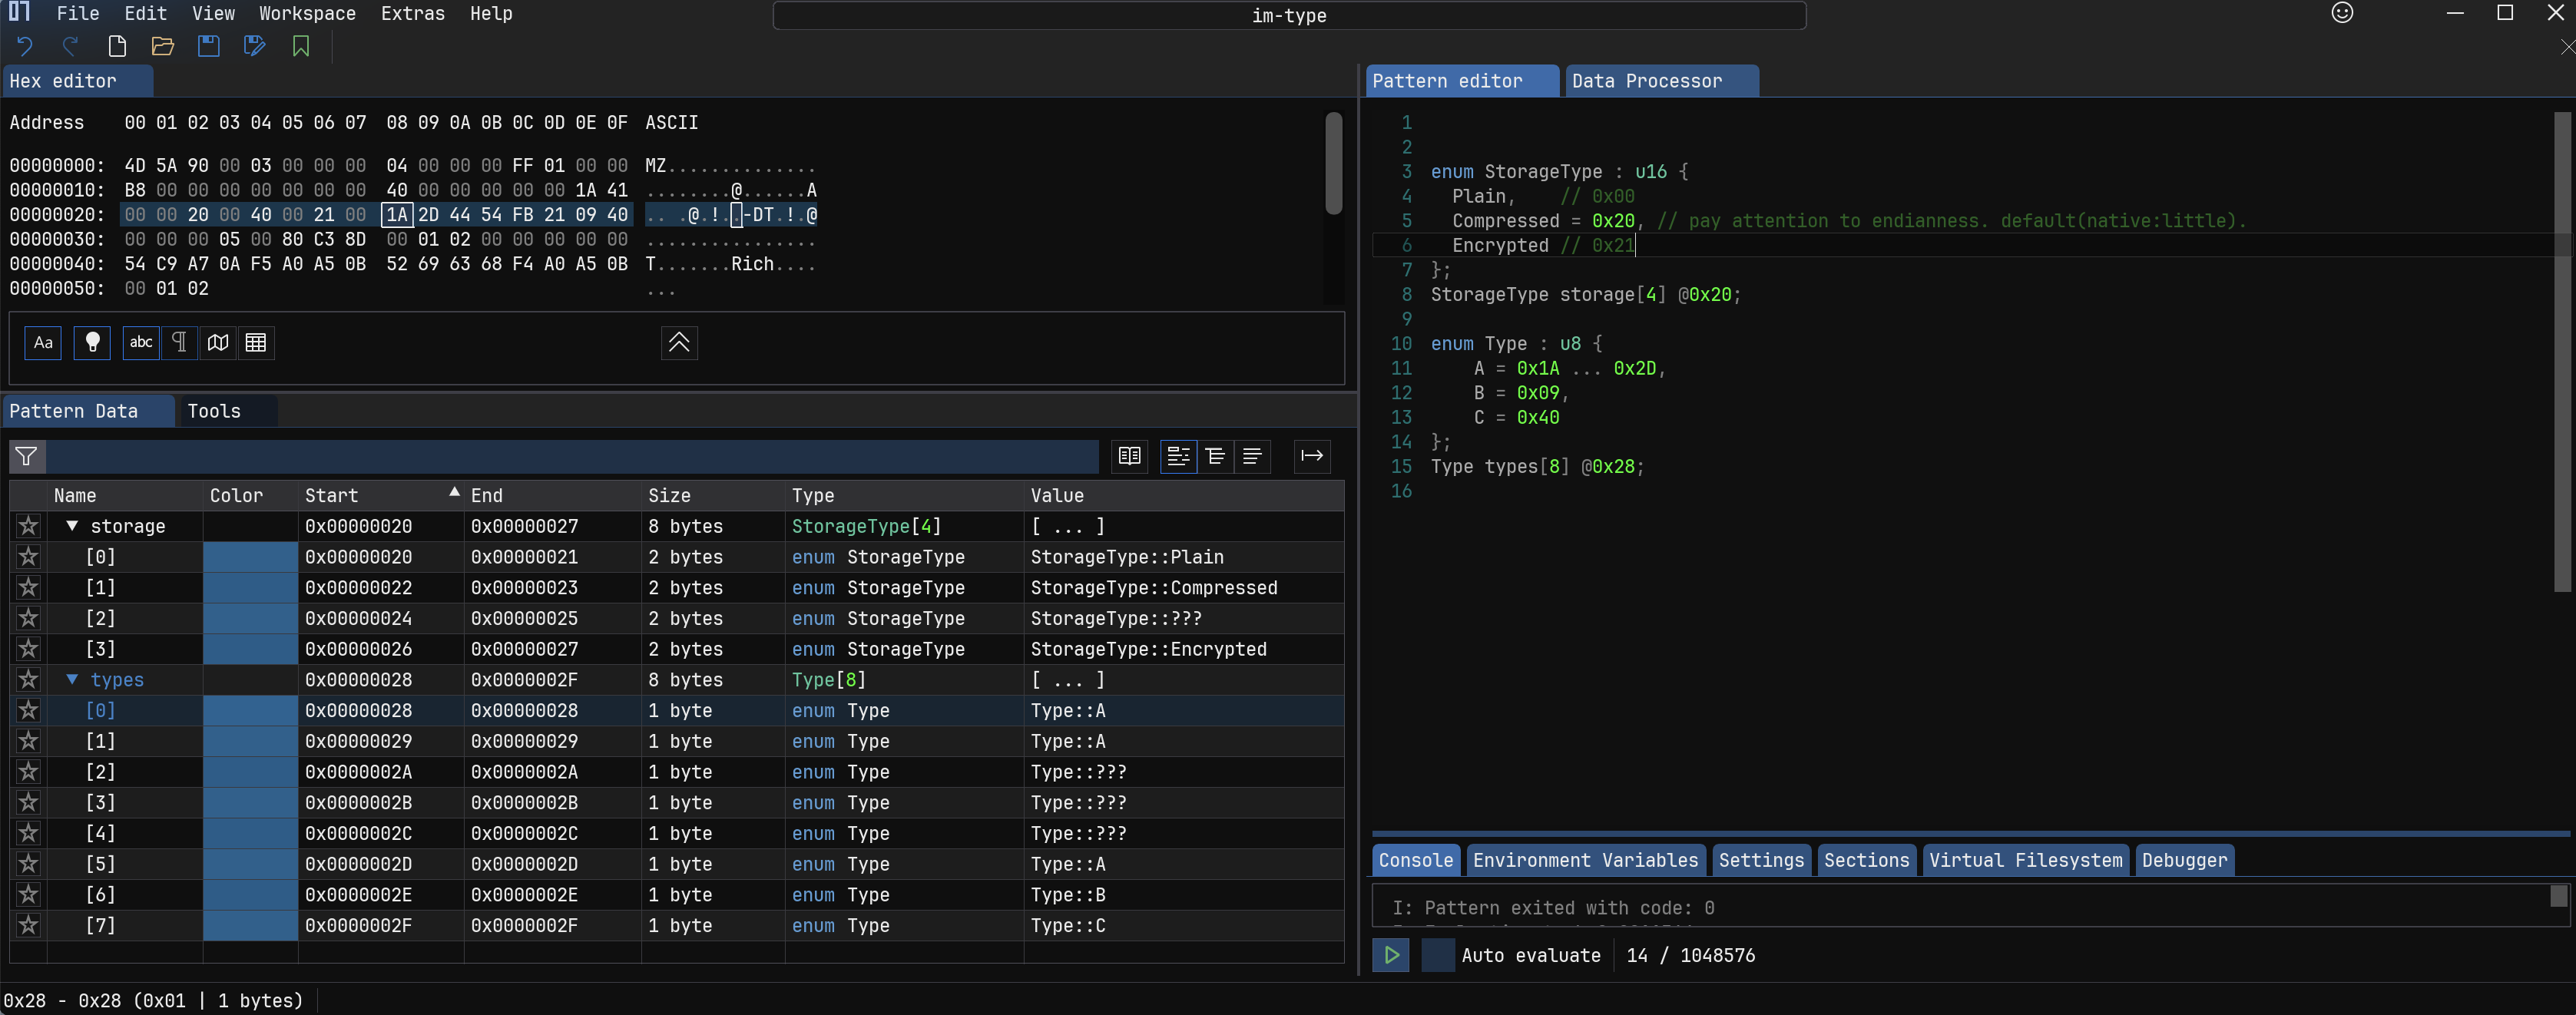 File Edit View Workspace Extras Help
im-type
Hex editor
Address 00 01 02 03 04 05 06 07 08 09 0A 0B 0C 0D 0E 0F ASCII
00000000: 4D 5A 90 00 03 00 00 00 04 00 00 00 FF 01 00 00 MZ..............
00000010: B8 00 00 00 00 00 00 00 40 00 00 00 00 00 1A 41 ........@......A
00000020: 00 00 20 00 40 00 21 00 1A 2D 44 54 FB 21 09 40 .. .@.!..-DT.!.@
00000030: 00 00 00 05 00 80 C3 8D 00 01 02 00 00 00 00 00 ................
00000040: 54 C9 A7 0A F5 A0 A5 0B 52 69 63 68 F4 A0 A5 0B T.......Rich....
00000050: 00 01 02 ...
Aa abc
Pattern Data Tools
Name Color Start End Size Type Value
storage 0x00000020 0x00000027 8 bytes StorageType[4] [ ... ]
[0] 0x00000020 0x00000021 2 bytes enum StorageType StorageType::Plain
[1] 0x00000022 0x00000023 2 bytes enum StorageType StorageType::Compressed
[2] 0x00000024 0x00000025 2 bytes enum StorageType StorageType::???
[3] 0x00000026 0x00000027 2 bytes enum StorageType StorageType::Encrypted
types 0x00000028 0x0000002F 8 bytes Type[8] [ ... ]
[0] 0x00000028 0x00000028 1 byte enum Type Type::A
[1] 0x00000029 0x00000029 1 byte enum Type Type::A
[2] 0x0000002A 0x0000002A 1 byte enum Type Type::???
[3] 0x0000002B 0x0000002B 1 byte enum Type Type::???
[4] 0x0000002C 0x0000002C 1 byte enum Type Type::???
[5] 0x0000002D 0x0000002D 1 byte enum Type Type::A
[6] 0x0000002E 0x0000002E 1 byte enum Type Type::B
[7] 0x0000002F 0x0000002F 1 byte enum Type Type::C
0x28 - 0x28 (0x01 | 1 bytes)
Pattern editor Data Processor
1
2
3 enum StorageType : u16 {
4 Plain, // 0x00
5 Compressed = 0x20, // pay attention to endianness. default(native:little).
6 Encrypted // 0x21
7 };
8 StorageType storage[4] @0x20;
9
10 enum Type : u8 {
11 A = 0x1A ... 0x2D,
12 B = 0x09,
13 C = 0x40
14 };
15 Type types[8] @0x28;
16
Console Environment Variables Settings Sections Virtual Filesystem Debugger
I: Pattern exited with code: 0
Auto evaluate 14 / 1048576